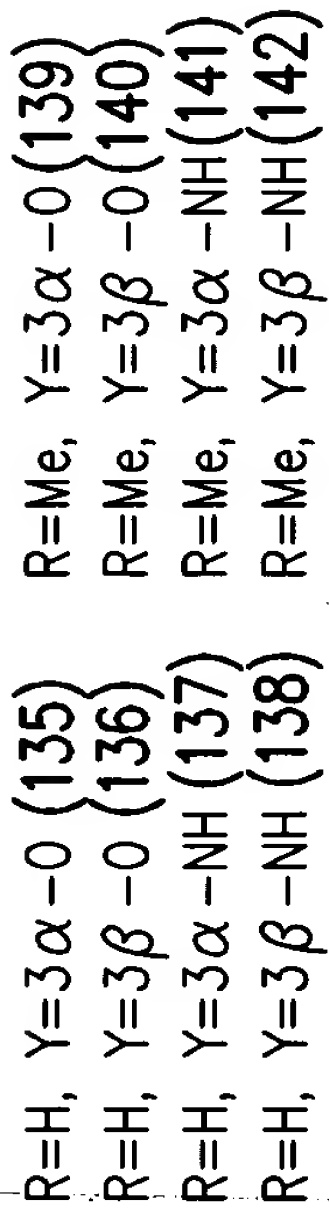 R=H, Y=3α -O (135)
R=H, Y=3β -O (136)
R=H, Y=3α -NH (137)
R=H, Y=3β -NH (138)
R=Me, Y=3α -O (139)
R=Me, Y=3β -O (140)
R=Me, Y=3α -NH (141)
R=Me, Y=3β -NH (142)